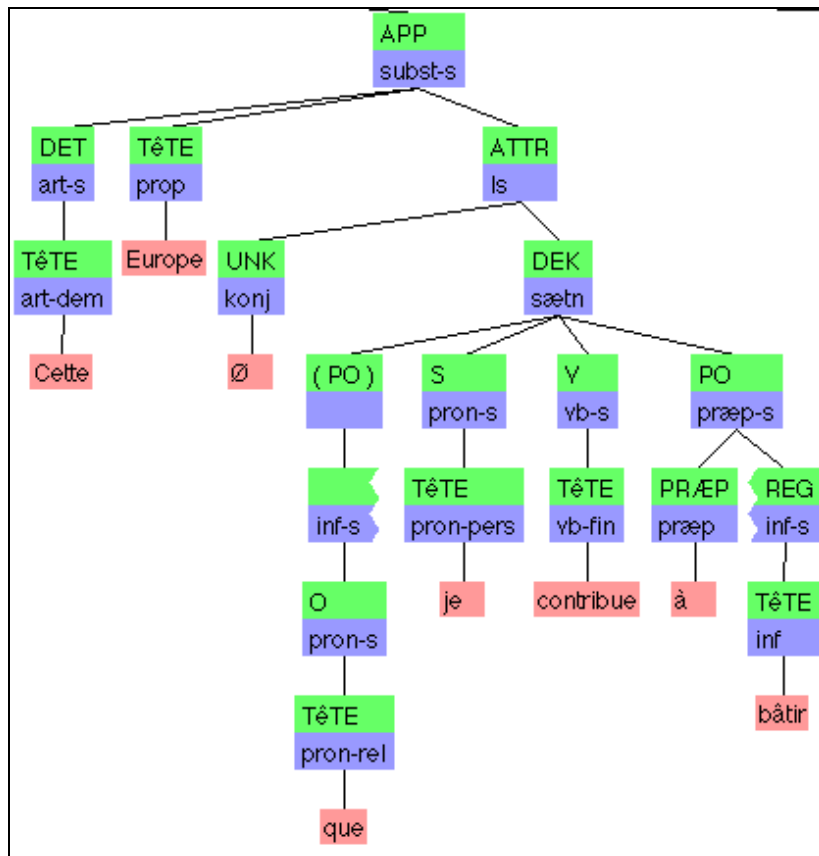 APP
subst-s
DET TêTE ATTR
art-s prop ls
TêTE Europe UNK DEK
art-dem konj sætn
Cette Ø ( PO ) S V PO
pron-s vb-s præp-s
TêTE TêTE PRÆP REG
inf-s pron-pers vb-fin præp inf-s
O je contribue à TêTE
pron-s inf
TêTE bâtir
pron-rel
que